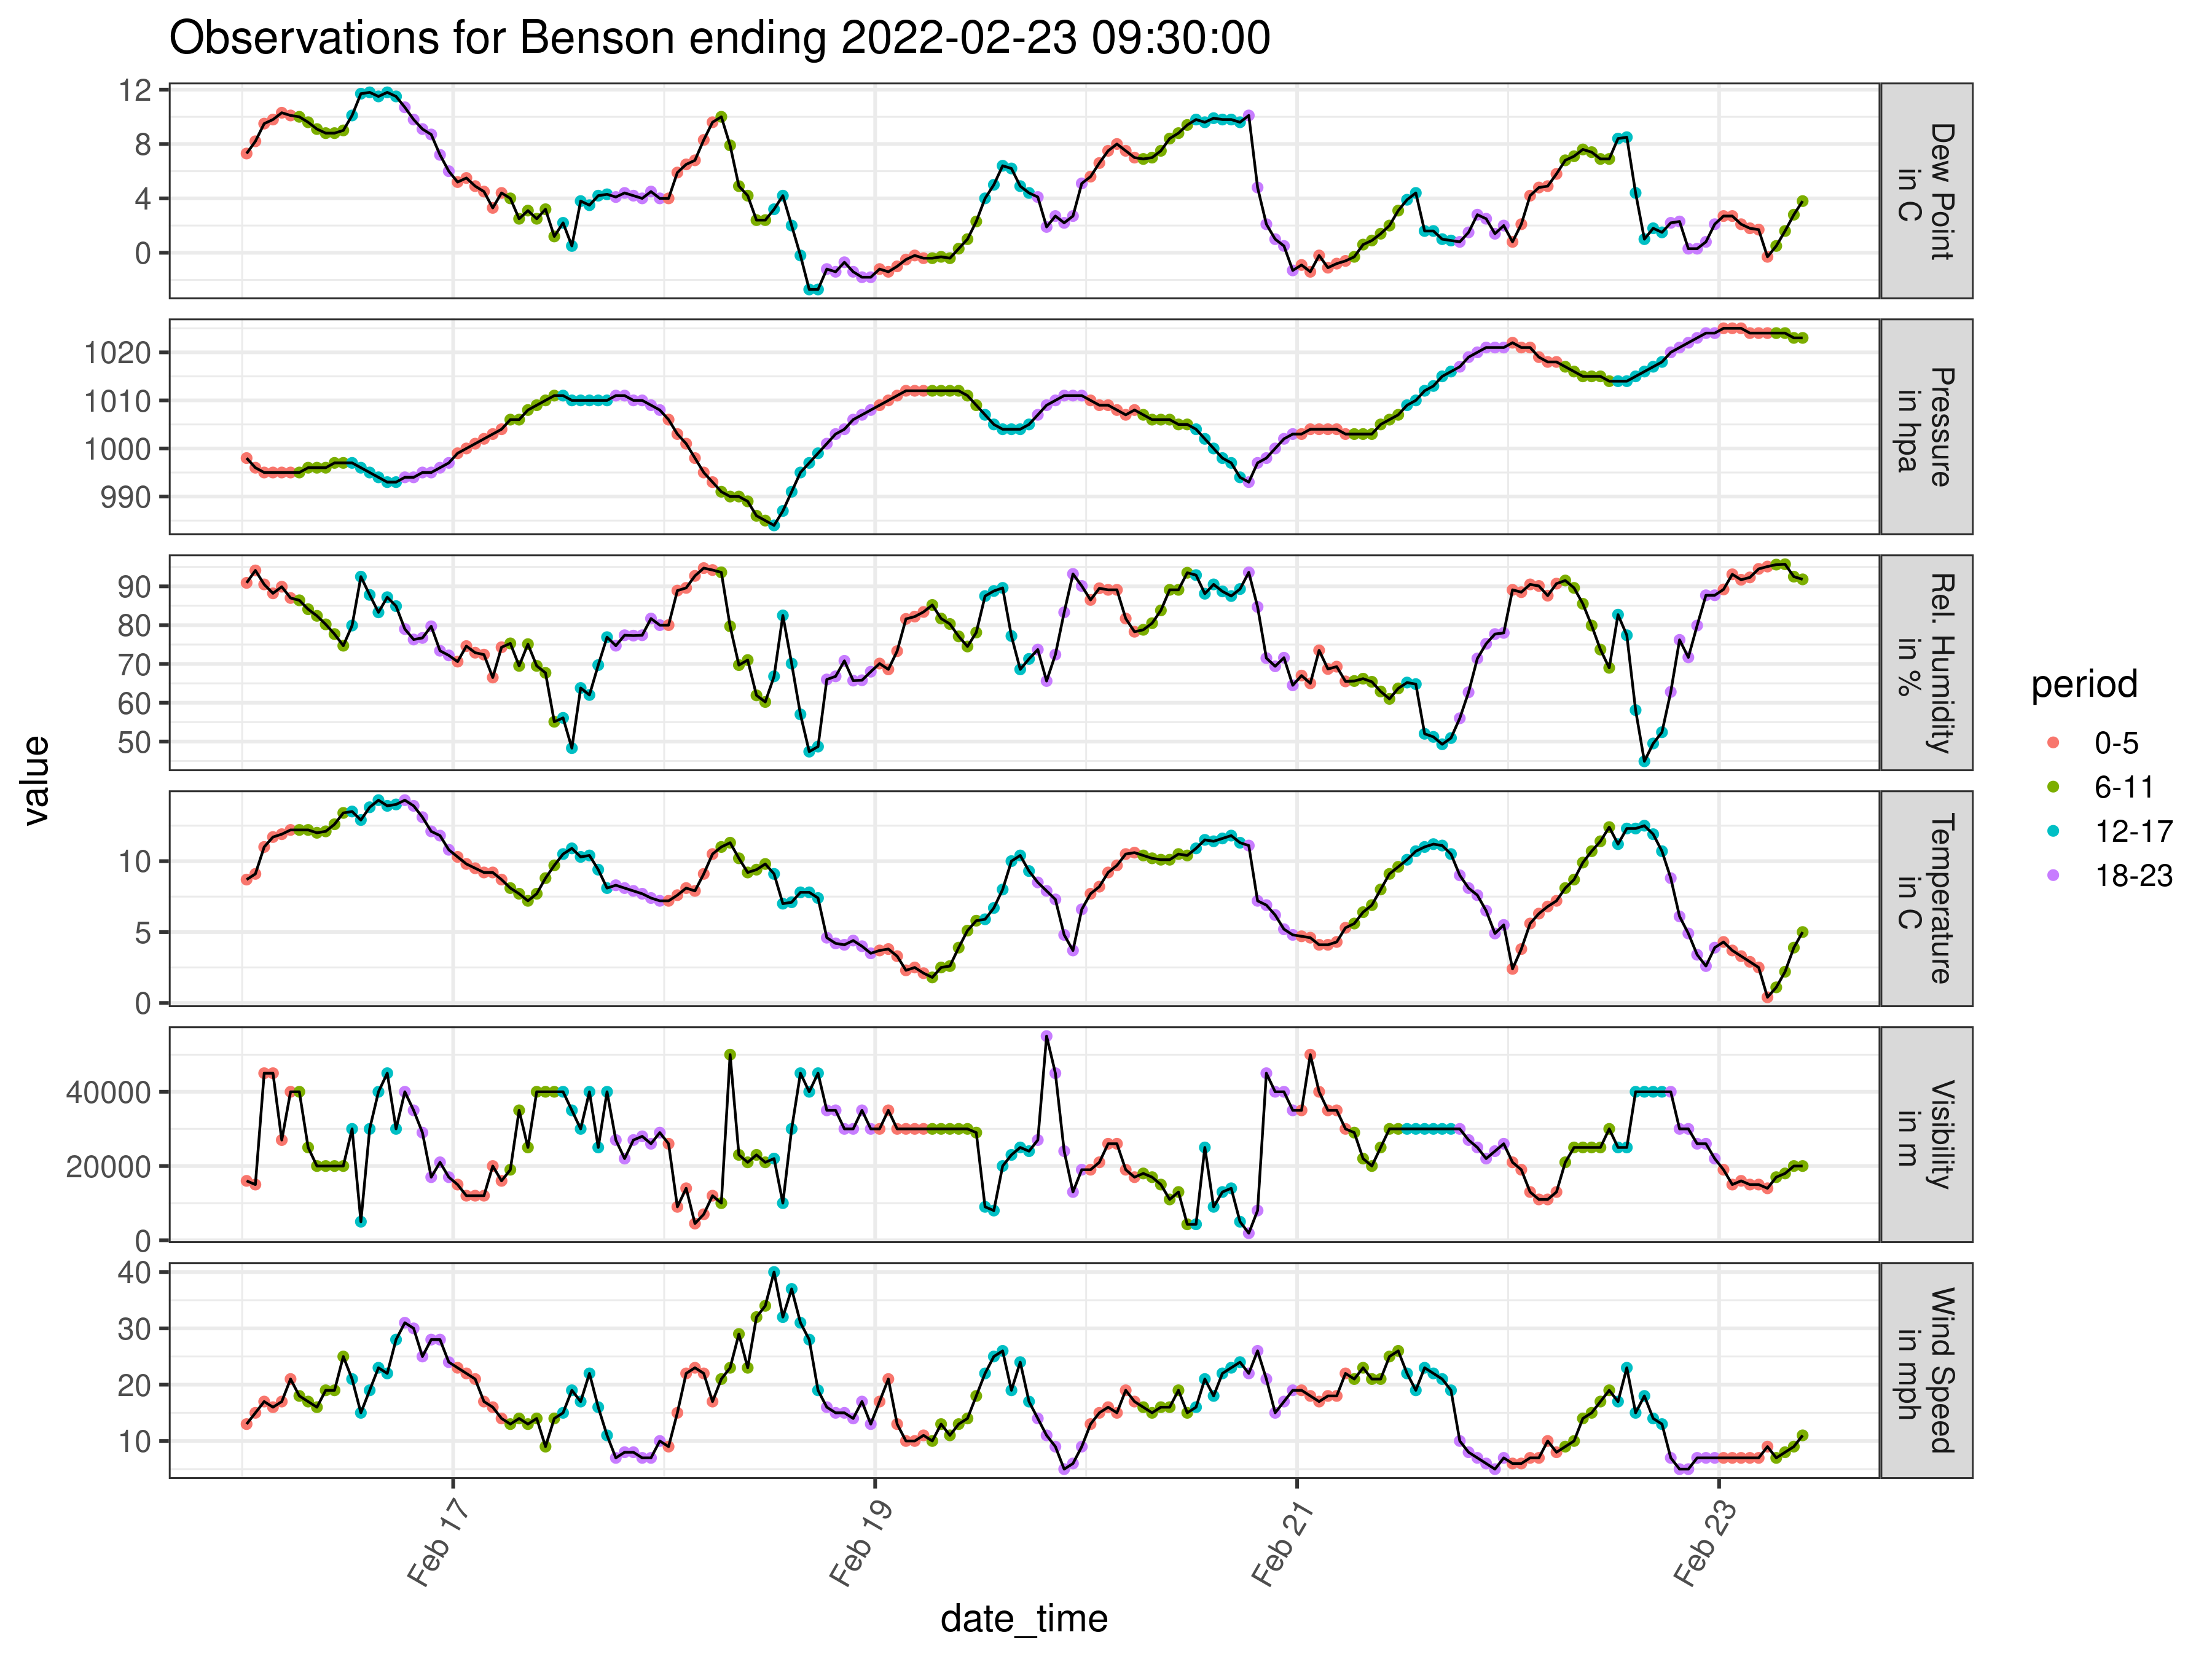 Observations for Benson ending 2022-02-23 09:30:00
value
12
8
4
0
Dew Point
in C
1020
1010
1000
990
Pressure
in hpa
90
80
70
60
50
Rel. Humidity
in %
10
5
0
Temperature
in C
40000
20000
0
Visibility
in m
40
30
20
10
Wind Speed
in mph
Feb 17
Feb 19
Feb 21
Feb 23
date_time
period
0-5
6-11
12-17
18-23